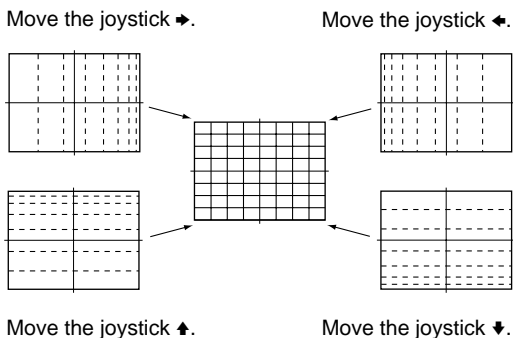 Move the joystick 🡆.
Move the joystick 🡄.
Move the joystick 🡅.
Move the joystick 🡇.